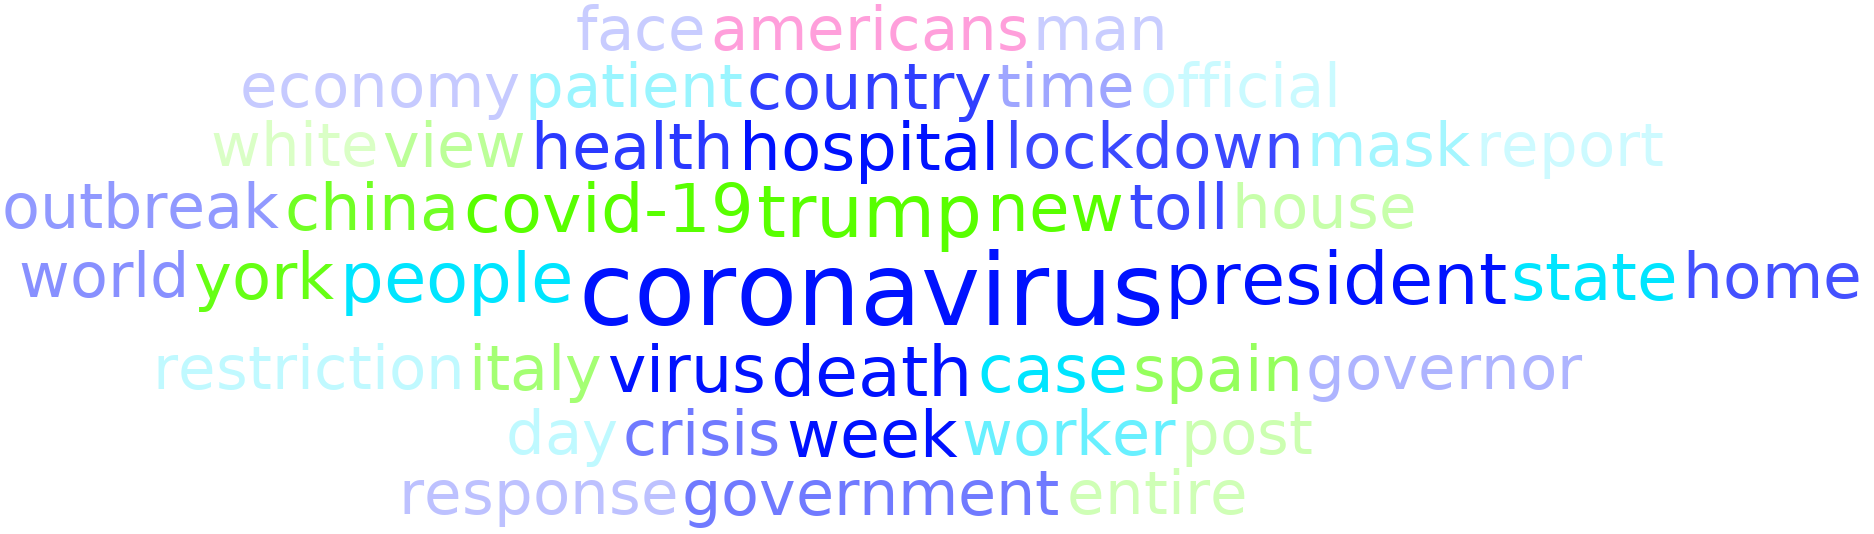 face americans man
economy patient country time official
white view health hospital lockdown mask report
outbreak china covid-19 trump new toll house
world york people coronavirus president state home
restriction italy virus death case spain governor
day crisis week worker post
response government entire